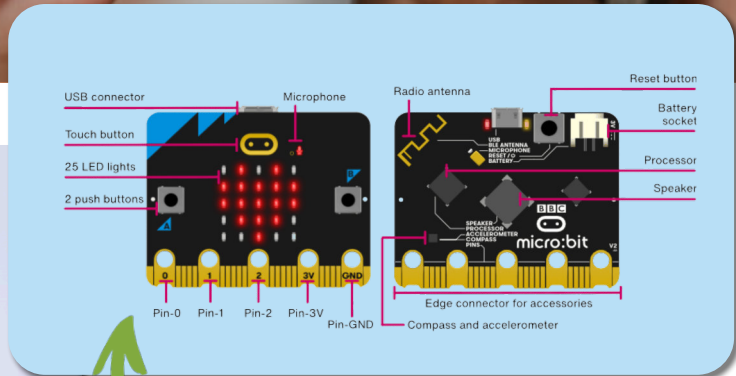 USB connector
Microphone
Touch button
25 LED lights
2 push buttons
A
B
0
1
2
3V
GND
Pin-0
Pin-1
Pin-2
Pin-3V
Pin-GND
Radio antenna
Reset button
Battery
socket
Processor
Speaker
3V
USB
BLE ANTENNA
MICROPHONE
RESET /
BATTERY
SPEAKER
PROCESSOR
ACCELEROMETER
COMPASS
PINS
BBC
micro:bit
V2
Edge connector for accessories
Compass and accelerometer